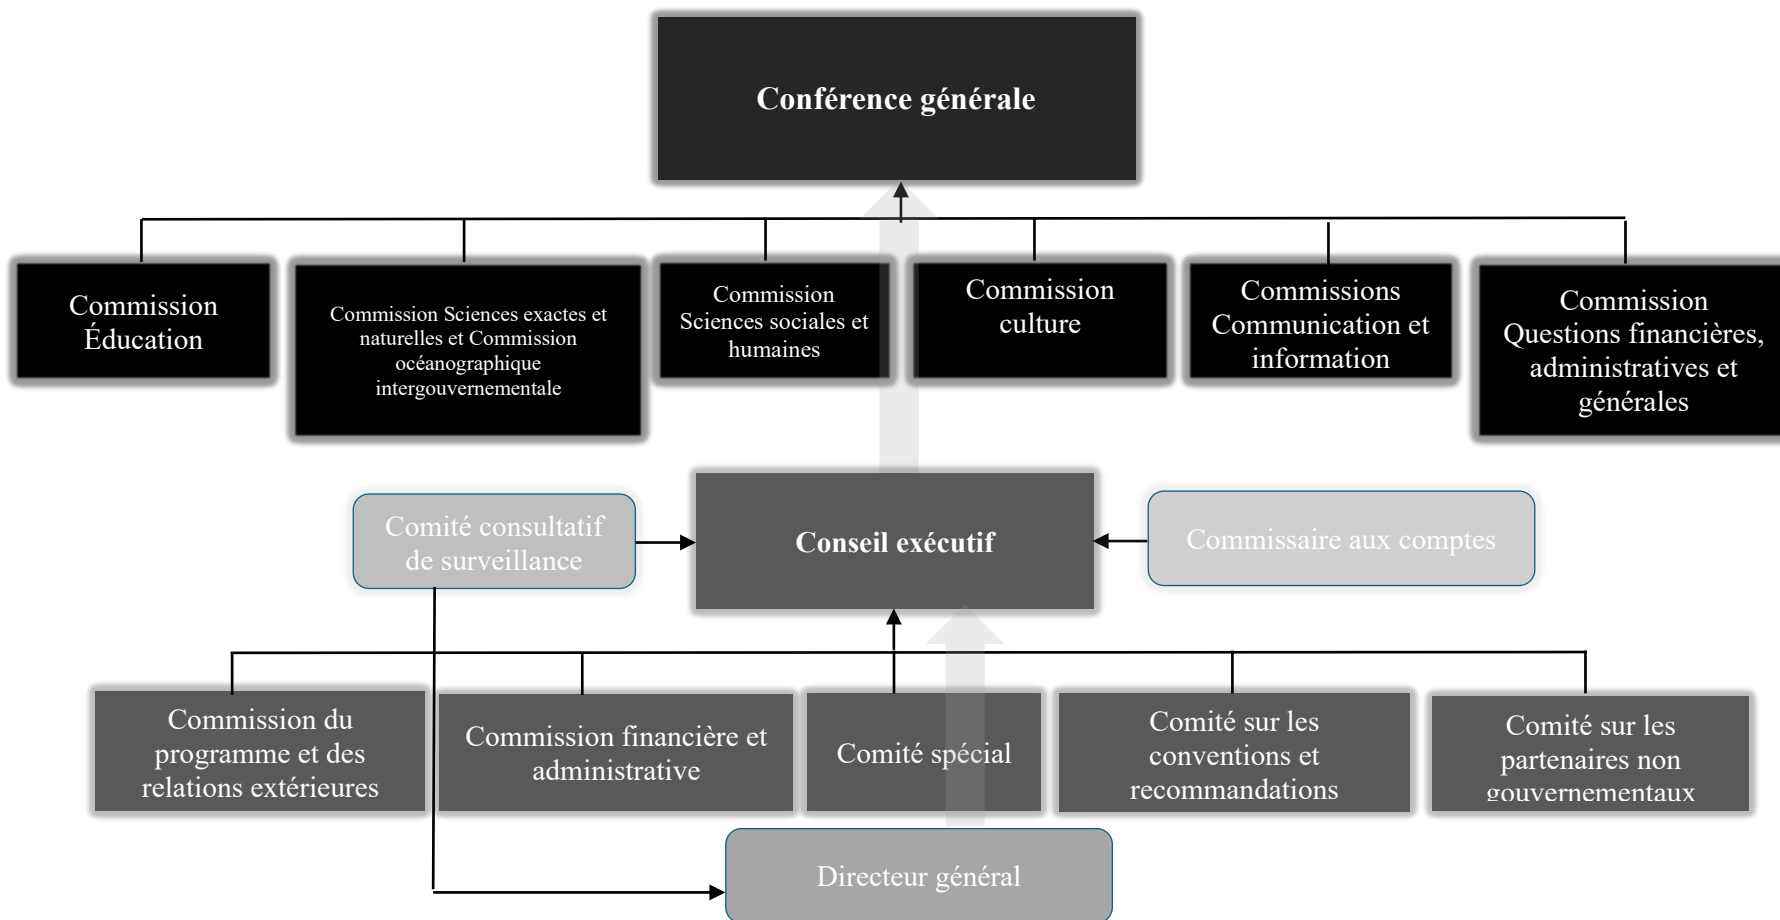 Conférence générale
Commission
Éducation
Commission Sciences exactes et
naturelles et Commission
océanographique
intergouvernementale
Commission
Sciences sociales et
humaines
Commission
culture
Commissions
Communication et
information
Commission
Questions financières,
administratives et
générales
Comité consultatif
de surveillance
Conseil exécutif
Commissaire aux comptes
Commission du
programme et des
relations extérieures
Commission financière et
administrative
Comité spécial
Comité sur les
conventions et
recommandations
Comité sur les
partenaires non
gouvernementaux
Directeur général